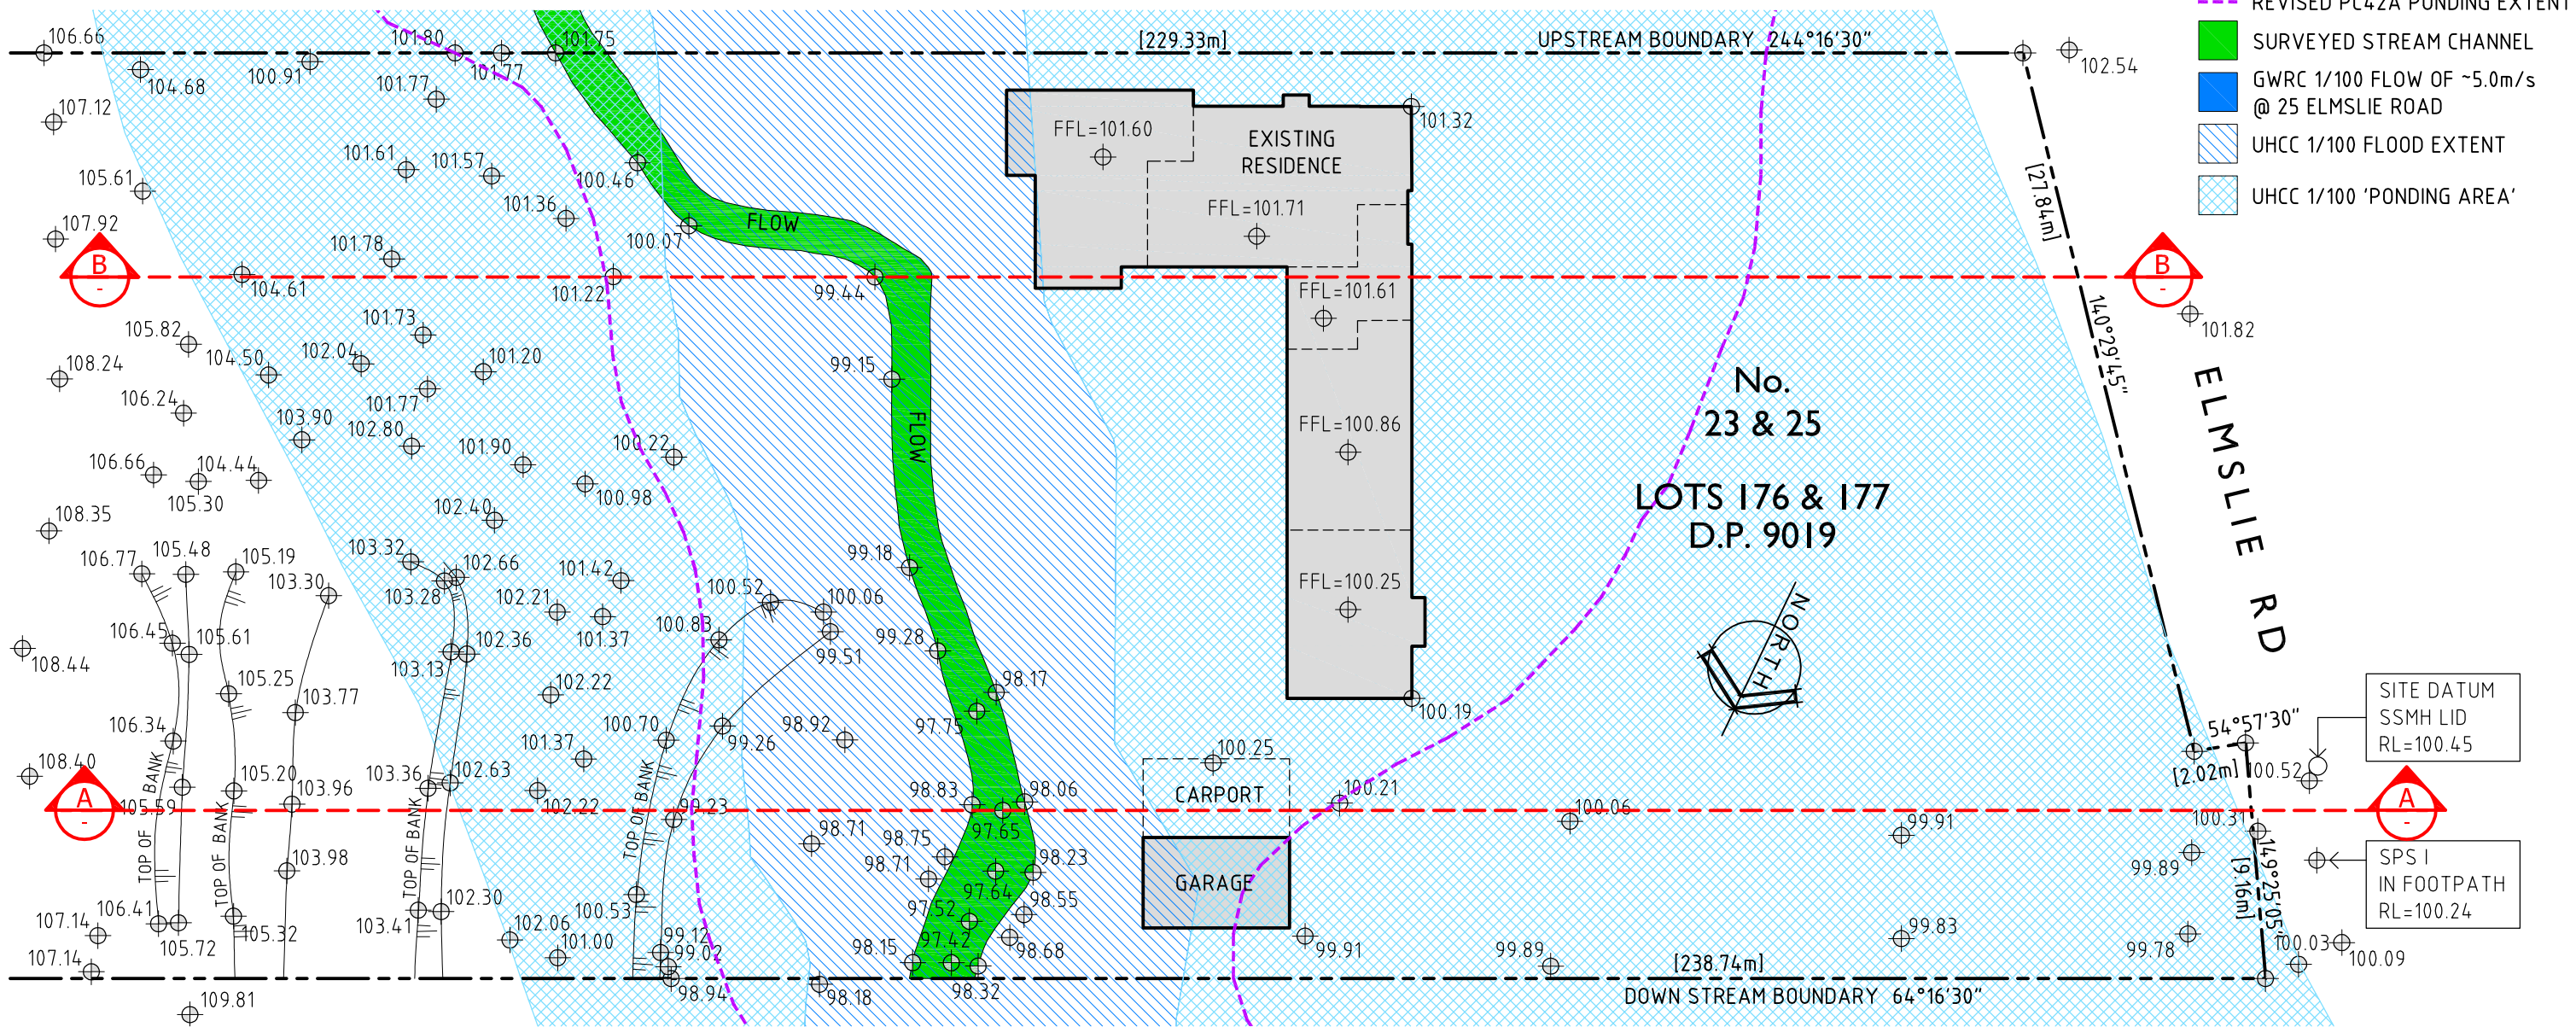 REVISED PC42A PONDING EXTENT
SURVEYED STREAM CHANNEL
GWRC 1/100 FLOW OF ~5.0m/s
@ 25 ELMSLIE ROAD
UHCC 1/100 FLOOD EXTENT
UHCC 1/100 'PONDING AREA'
106.66
101.80
101.75
[229.33m]
UPSTREAM BOUNDARY 244°16'30"
104.68
100.91
101.77
101.77
102.54
107.12
FFL=101.60
EXISTING
RESIDENCE
101.32
101.61
101.57
100.46
105.61
101.36
FFL=101.71
[27.84m]
107.92
101.78
100.07
FLOW
B
-
104.61
101.22
99.44
FFL=101.61
B
-
140°29'45"
101.82
105.82
101.73
104.50
102.04
101.20
99.15
108.24
101.77
No.
23 & 25
106.24
103.90
102.80
101.90
100.22
FLOW
FFL=100.86
ELMSLIE RD
106.66
104.44
105.30
100.98
LOTS 176 & 177
D.P. 9019
108.35
102.40
106.77
105.48
105.19
103.30
103.32
102.66
101.42
99.18
103.28
102.21
100.52
100.06
FFL=100.25
NORTH
106.45
105.61
102.36
101.37
100.83
99.51
99.28
108.44
103.13
105.25
103.77
102.22
98.17
97.75
100.19
SITE DATUM
SSMH LID
RL=100.45
106.34
100.70
99.26
98.92
54°57'30"
[2.02m]
100.52
108.40
105.20
103.96
103.36
102.63
101.37
100.25
CARPORT
A
-
105.59
102.22
99.23
98.83
98.06
97.65
100.21
100.06
99.91
100.31
A
-
TOP OF BANK
TOP OF BANK
TOP OF BANK
TOP OF BANK
103.98
98.71
98.75
98.71
98.23
97.64
GARAGE
99.89
149°25'05"
[9.16m]
SPS I
IN FOOTPATH
RL=100.24
107.14
106.41
105.72
105.32
103.41
102.30
102.06
100.53
97.52
98.55
101.00
99.12
99.02
98.15
97.42
98.68
99.91
99.89
99.83
99.78
100.03
100.09
107.14
109.81
98.94
98.18
98.32
[238.74m]
DOWN STREAM BOUNDARY 64°16'30"